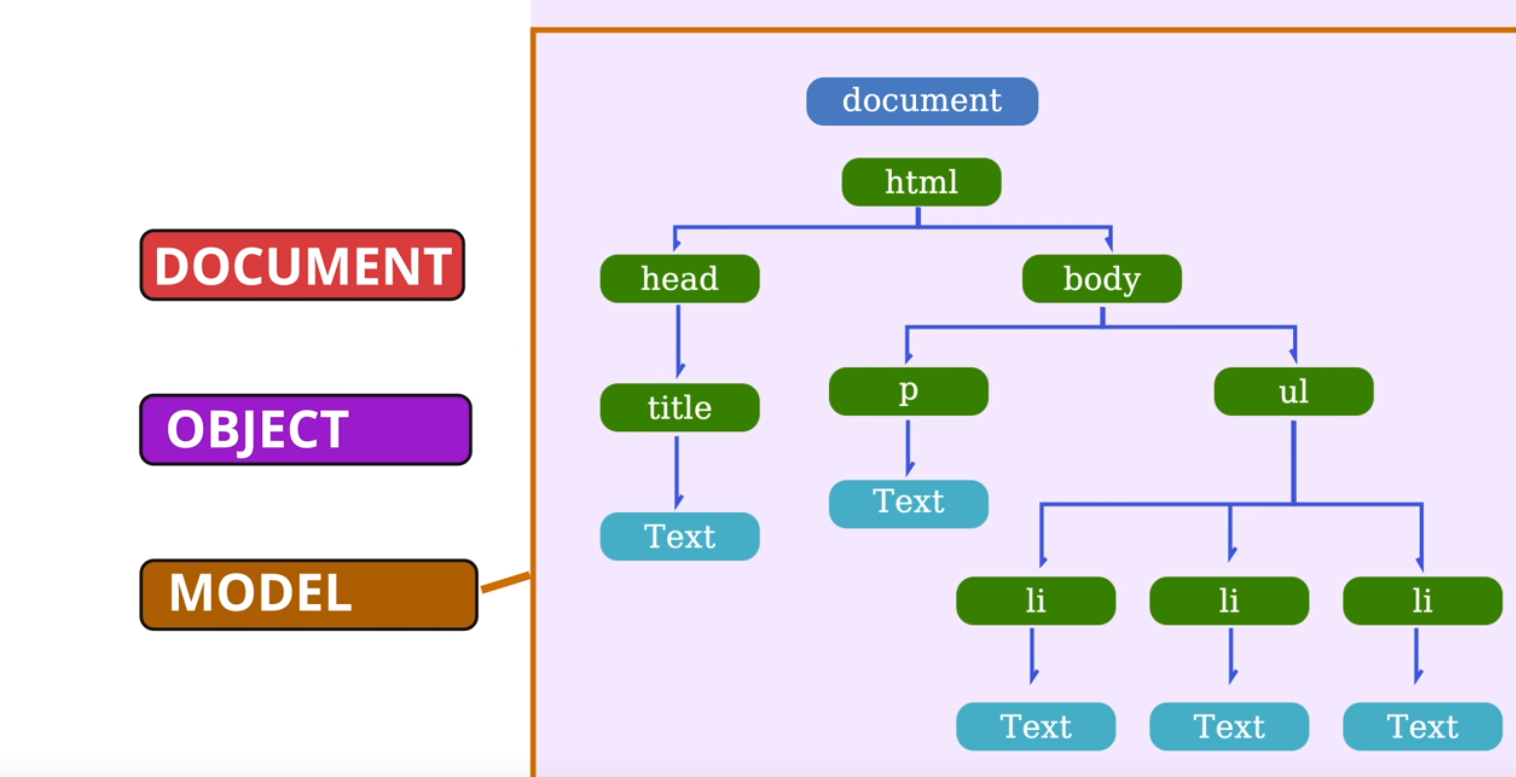 DOCUMENT
OBJECT
MODEL
document
html
head
body
title
p
ul
Text
Text
li
li
li
Text
Text
Text